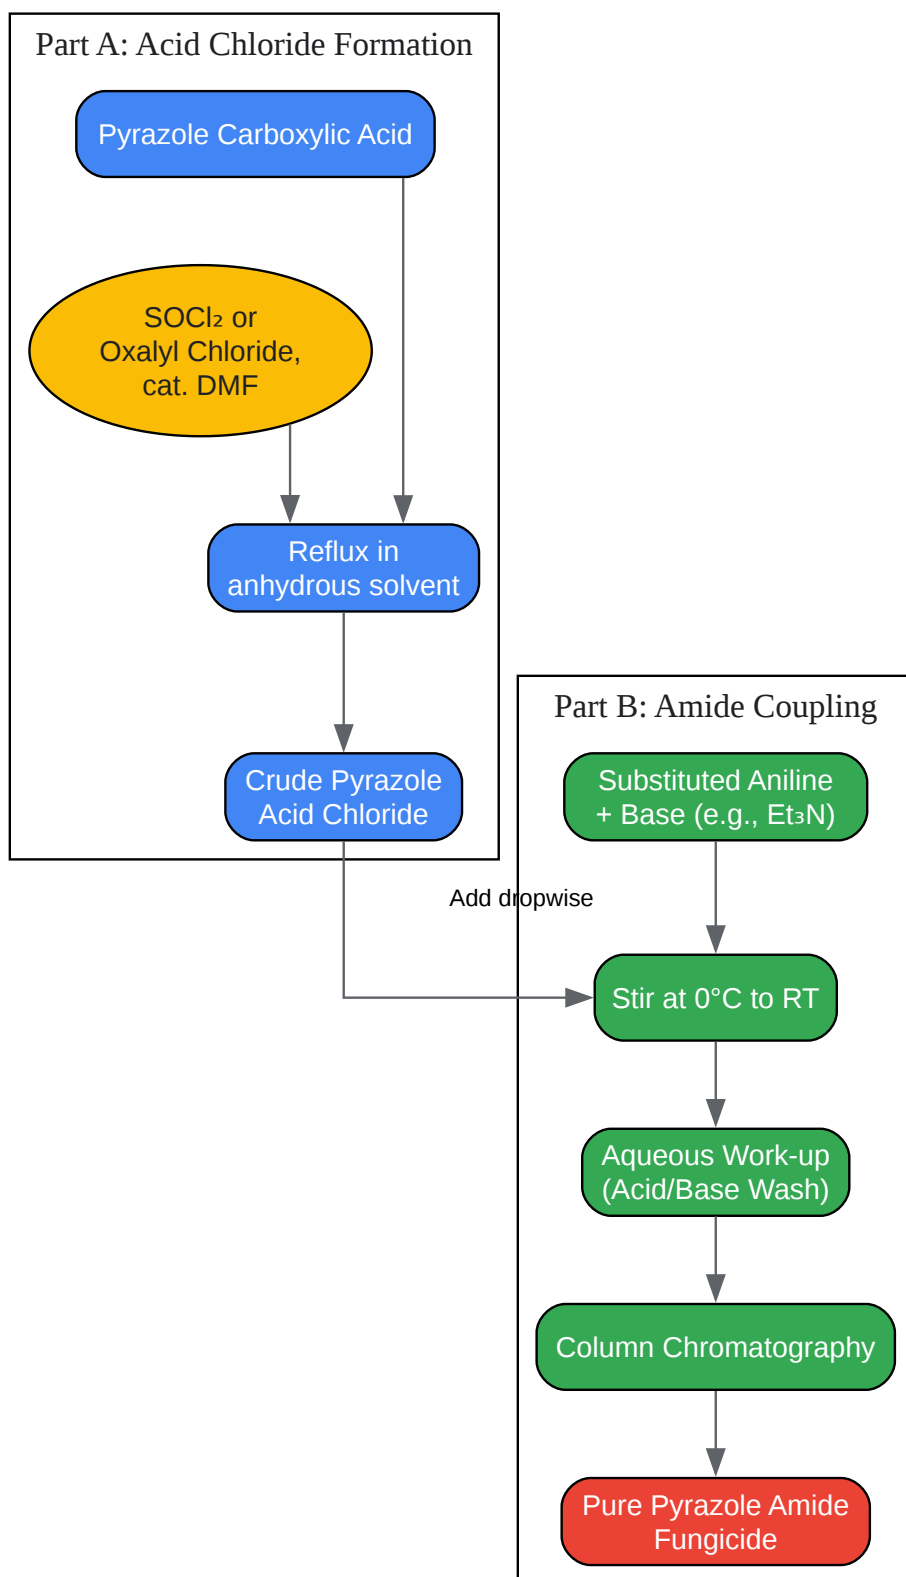 Part A: Acid Chloride Formation
Pyrazole Carboxylic Acid
SOCl₂ or
Oxalyl Chloride,
cat. DMF
Reflux in
anhydrous solvent
Crude Pyrazole
Acid Chloride
Part B: Amide Coupling
Substituted Aniline
+ Base (e.g., Et₃N)
Add dropwise
Stir at 0°C to RT
Aqueous Work-up
(Acid/Base Wash)
Column Chromatography
Pure Pyrazole Amide
Fungicide